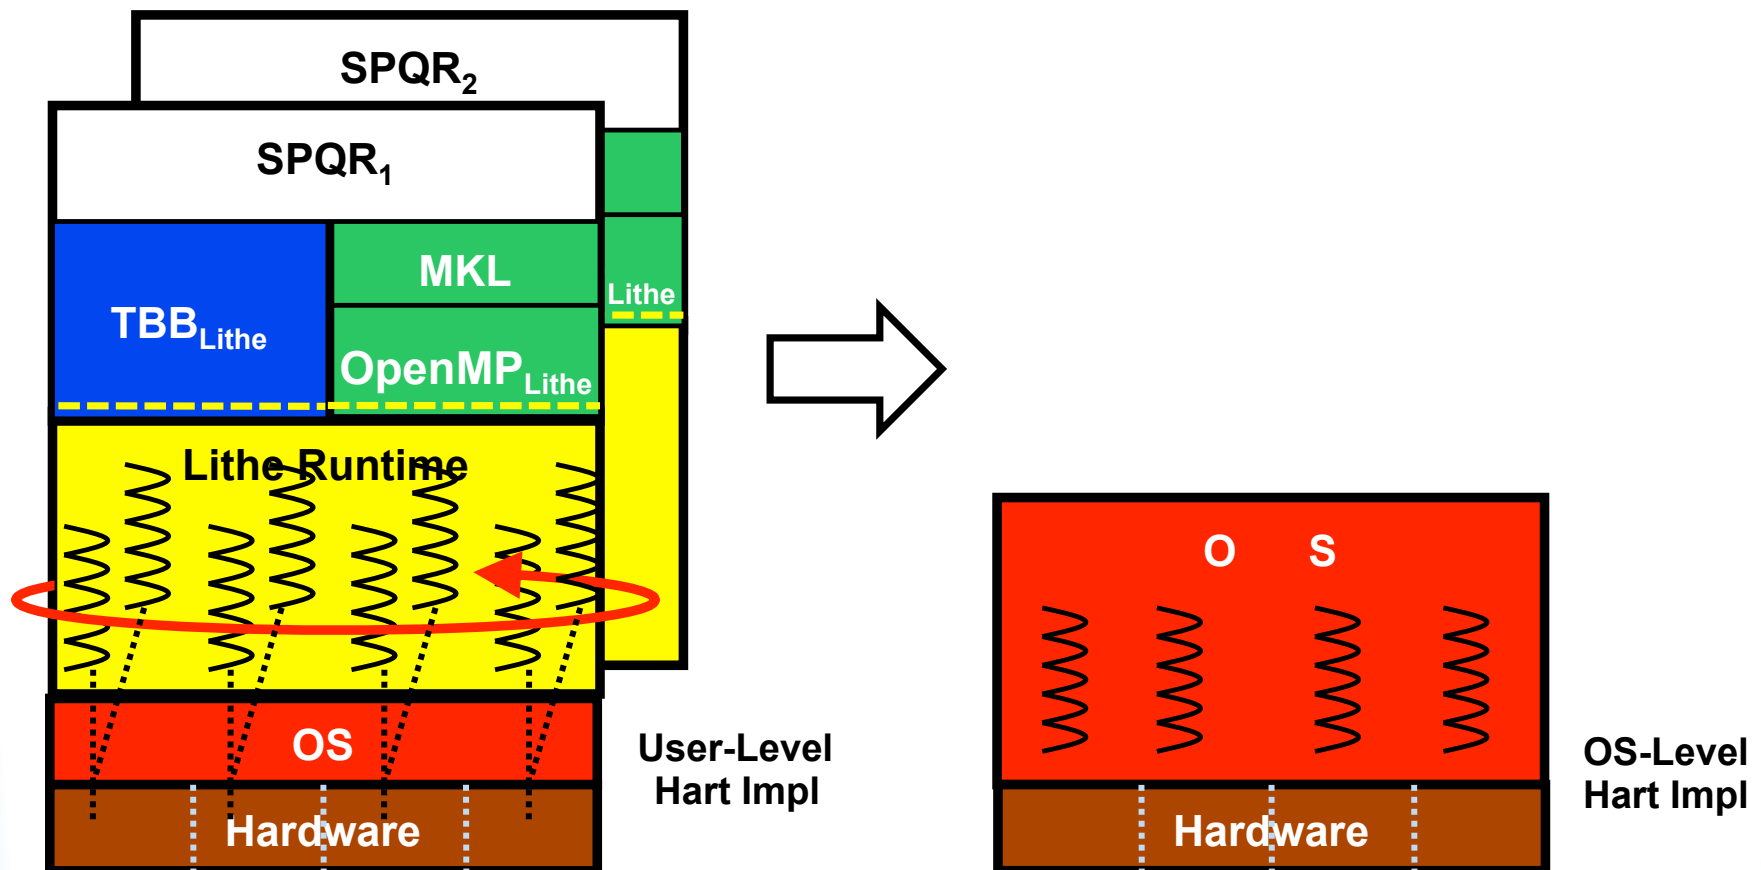 SPQR2
SPQR1
MKL
Lithe
TBBLithe
OpenMPLithe
Lithe Runtime
OS
User-Level
Hart Impl
Hardware
O S
OS-Level
Hart Impl
Hardware